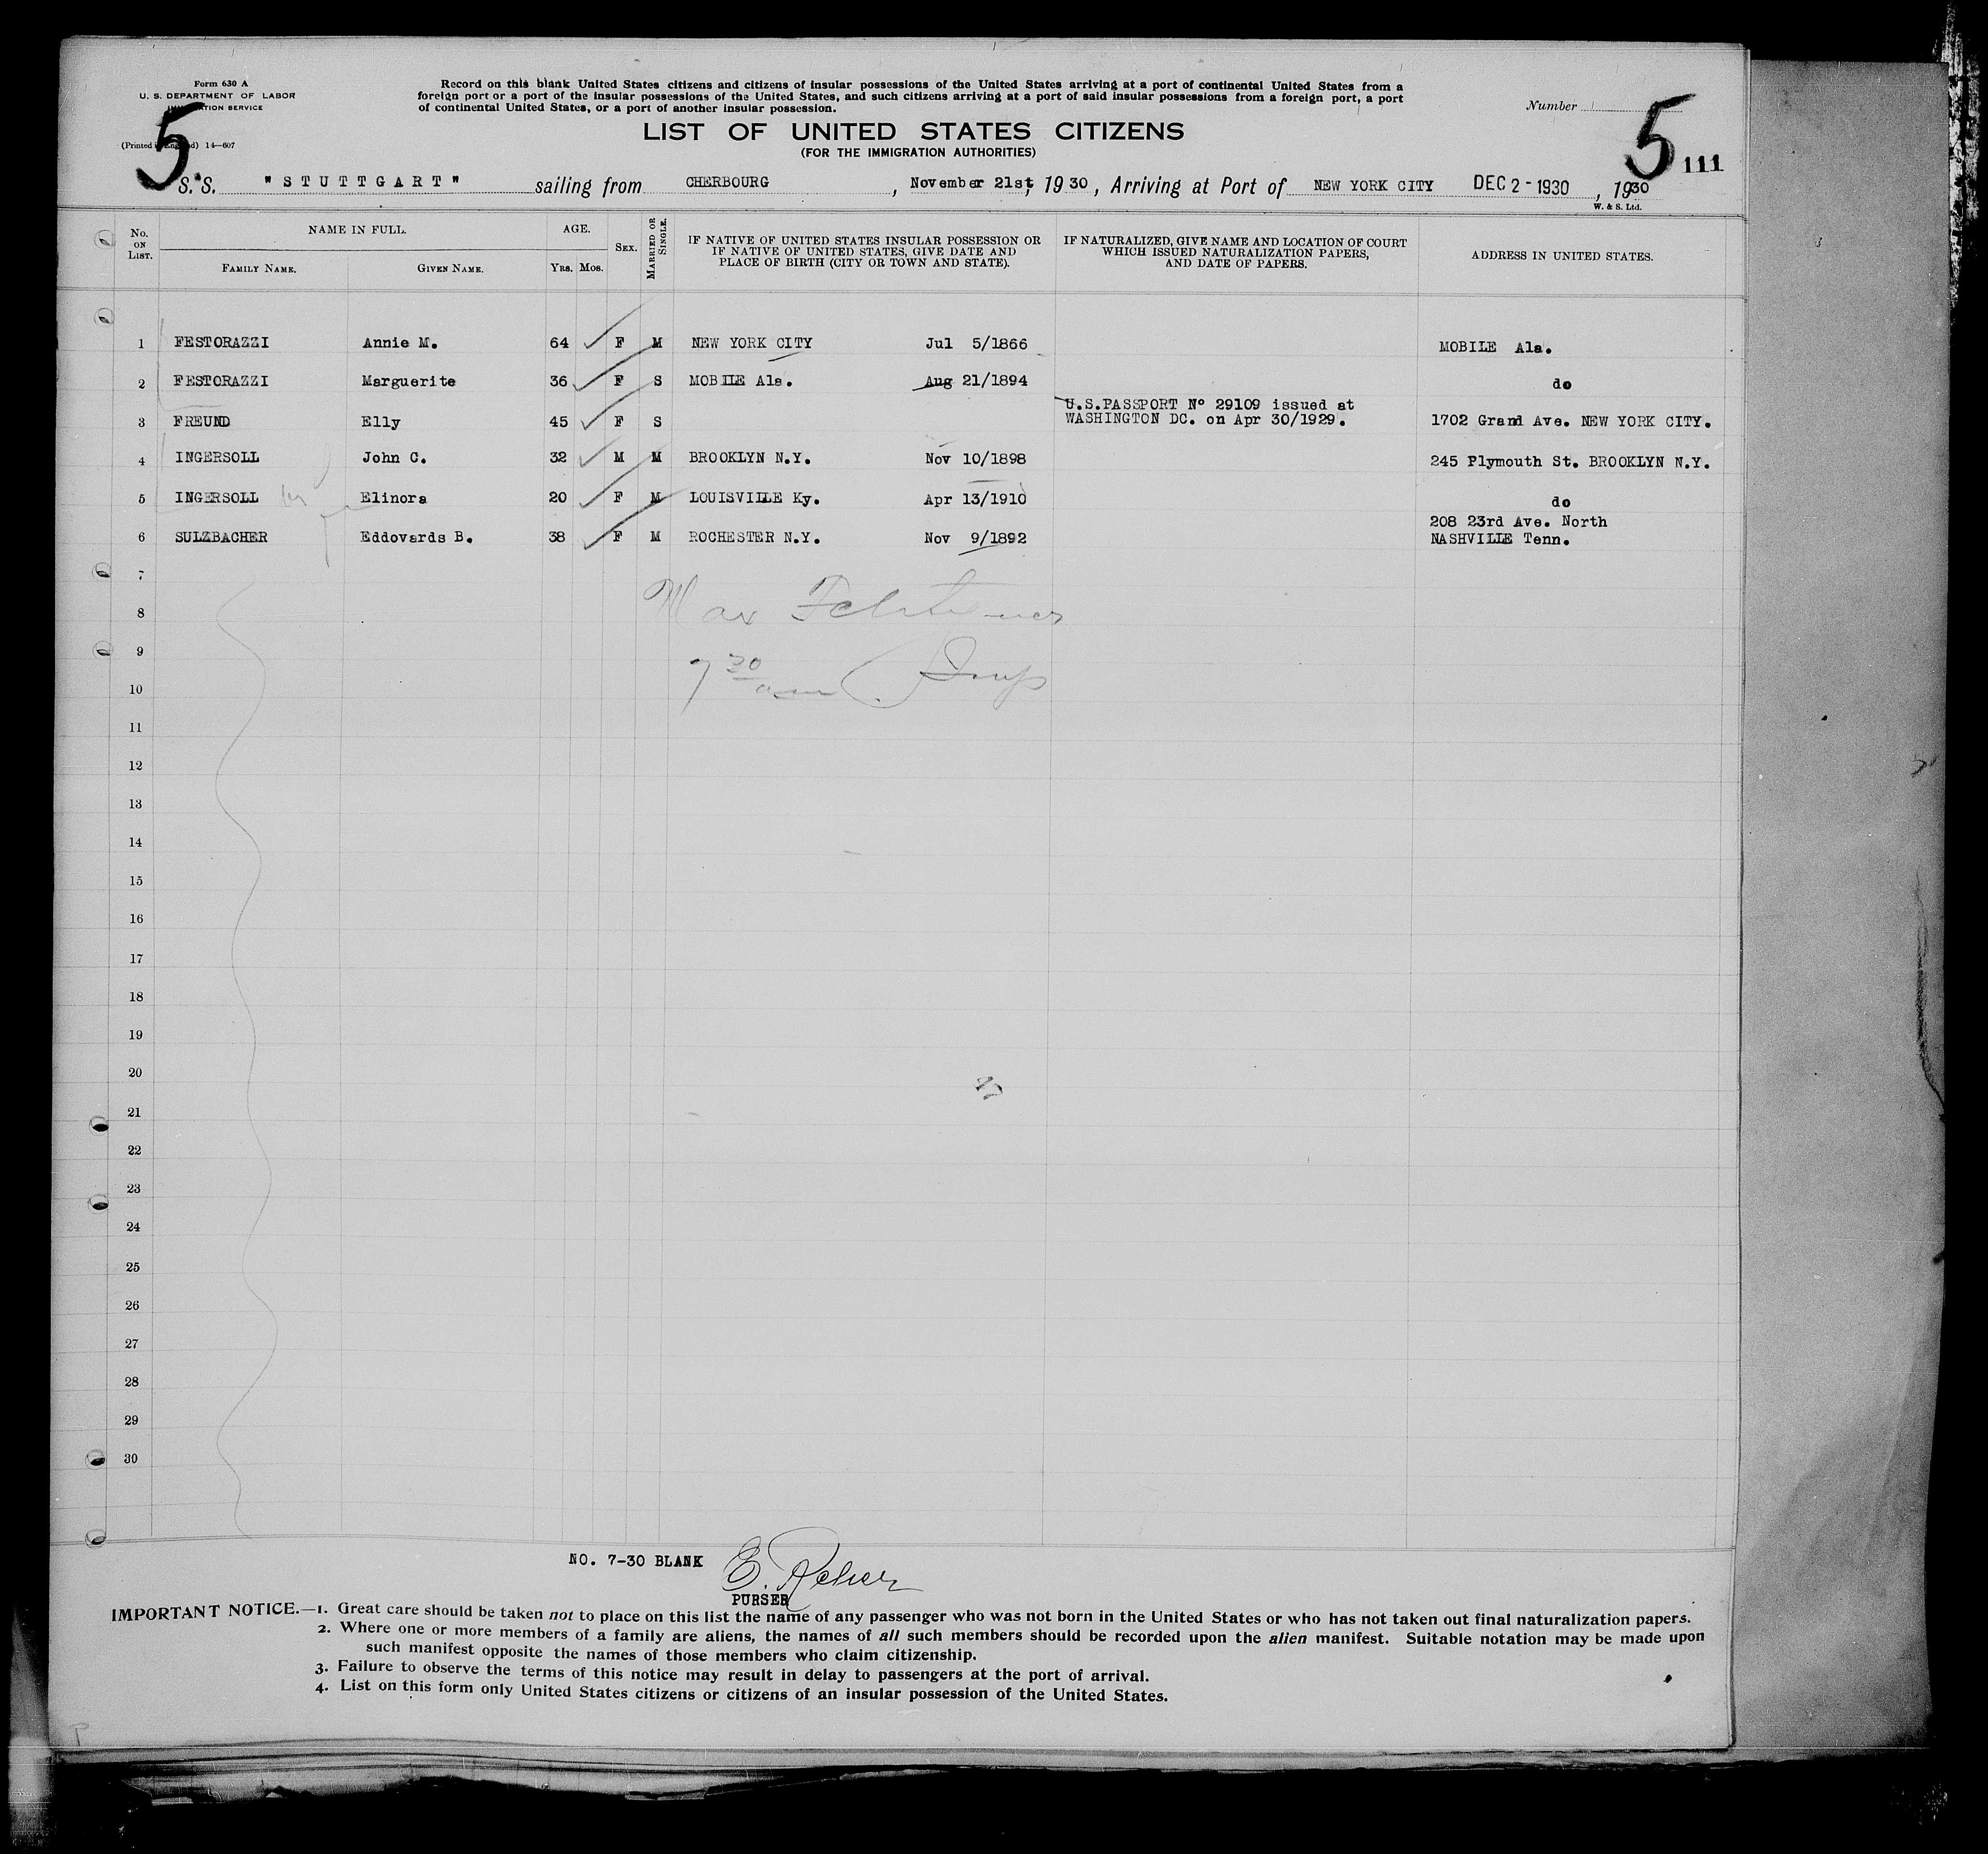 Form 630 A
U. S. DEPARTMENT OF LABOR
IMMIGRATION SERVICE
(Printed in England) 14—607
5
Record on this blank United States citizens and citizens of insular possessions of the United States arriving at a port of continental United States from a
foreign port or a port of the insular possessions of the United States, and such citizens arriving at a port of said insular possessions from a foreign port, a port
of continental United States, or a port of another insular possession.
Number
5 111
LIST OF UNITED STATES CITIZENS
(FOR THE IMMIGRATION AUTHORITIES)
S.S. "STUTTGART" sailing from CHERBOURG, November 21st, 1930, Arriving at Port of NEW YORK CITY DEC 2-1930, 1930
W. & S. Ltd.
No. ON LIST. NAME IN FULL. AGE. SEX. MARRIED OR SINGLE. IF NATIVE OF UNITED STATES INSULAR POSSESSION OR IF NATIVE OF UNITED STATES, GIVE DATE AND PLACE OF BIRTH (CITY OR TOWN AND STATE). IF NATURALIZED, GIVE NAME AND LOCATION OF COURT WHICH ISSUED NATURALIZATION PAPERS, AND DATE OF PAPERS. ADDRESS IN UNITED STATES.
FAMILY NAME. GIVEN NAME. YRS. MOS.
1 FESTORAZZI Annie M. 64 F M NEW YORK CITY Jul 5/1866 MOBILE Ala.
2 FESTORAZZI Marguerite 36 F S MOBILE Ala. Aug 21/1894 do
U.S.PASSPORT Nº 29109 issued at
3 FREUND Elly 45 F S WASHINGTON DC. on Apr 30/1929. 1702 Grand Ave. NEW YORK CITY.
4 INGERSOLL John C. 32 M M BROOKLYN N.Y. Nov 10/1898 245 Plymouth St. BROOKLYN N.Y.
5 INGERSOLL Elinora 20 F M LOUISVILLE Ky. Apr 13/1910 do
208 23rd Ave. North
6 SULZBACHER Eddovards B. 38 F M ROCHESTER N.Y. Nov 9/1892 NASHVILLE Tenn.
7
8 Max
9
7 30 am
10
11
12
13
14
15
16
17
18
19
20
21
22
23
24
25
26
27
28
29
30
NO. 7-30 BLANK
PURSER
IMPORTANT NOTICE.—1. Great care should be taken not to place on this list the name of any passenger who was not born in the United States or who has not taken out final naturalization papers.
2. Where one or more members of a family are aliens, the names of all such members should be recorded upon the alien manifest. Suitable notation may be made upon
such manifest opposite the names of those members who claim citizenship.
3. Failure to observe the terms of this notice may result in delay to passengers at the port of arrival.
4. List on this form only United States citizens or citizens of an insular possession of the United States.